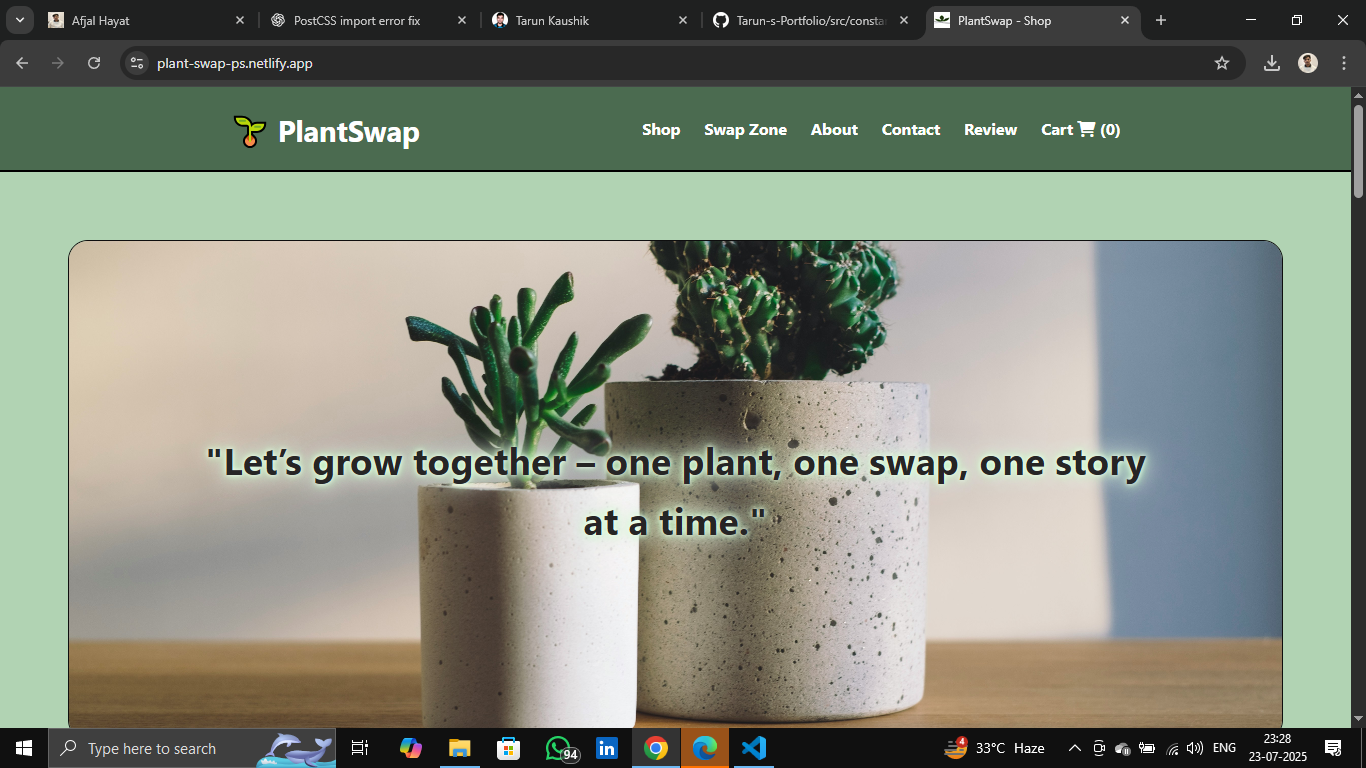 Afjal Hayat
PostCSS import error fix
Tarun Kaushik
Tarun-s-Portfolio/src/consta
PlantSwap - Shop
plant-swap-ps.netlify.app
PlantSwap
Shop
Swap Zone
About
Contact
Review
Cart (0)
"Let’s grow together – one plant, one swap, one story
at a time."
Type here to search
94
in
4
33°C Haze
ENG
23:28
23-07-2025